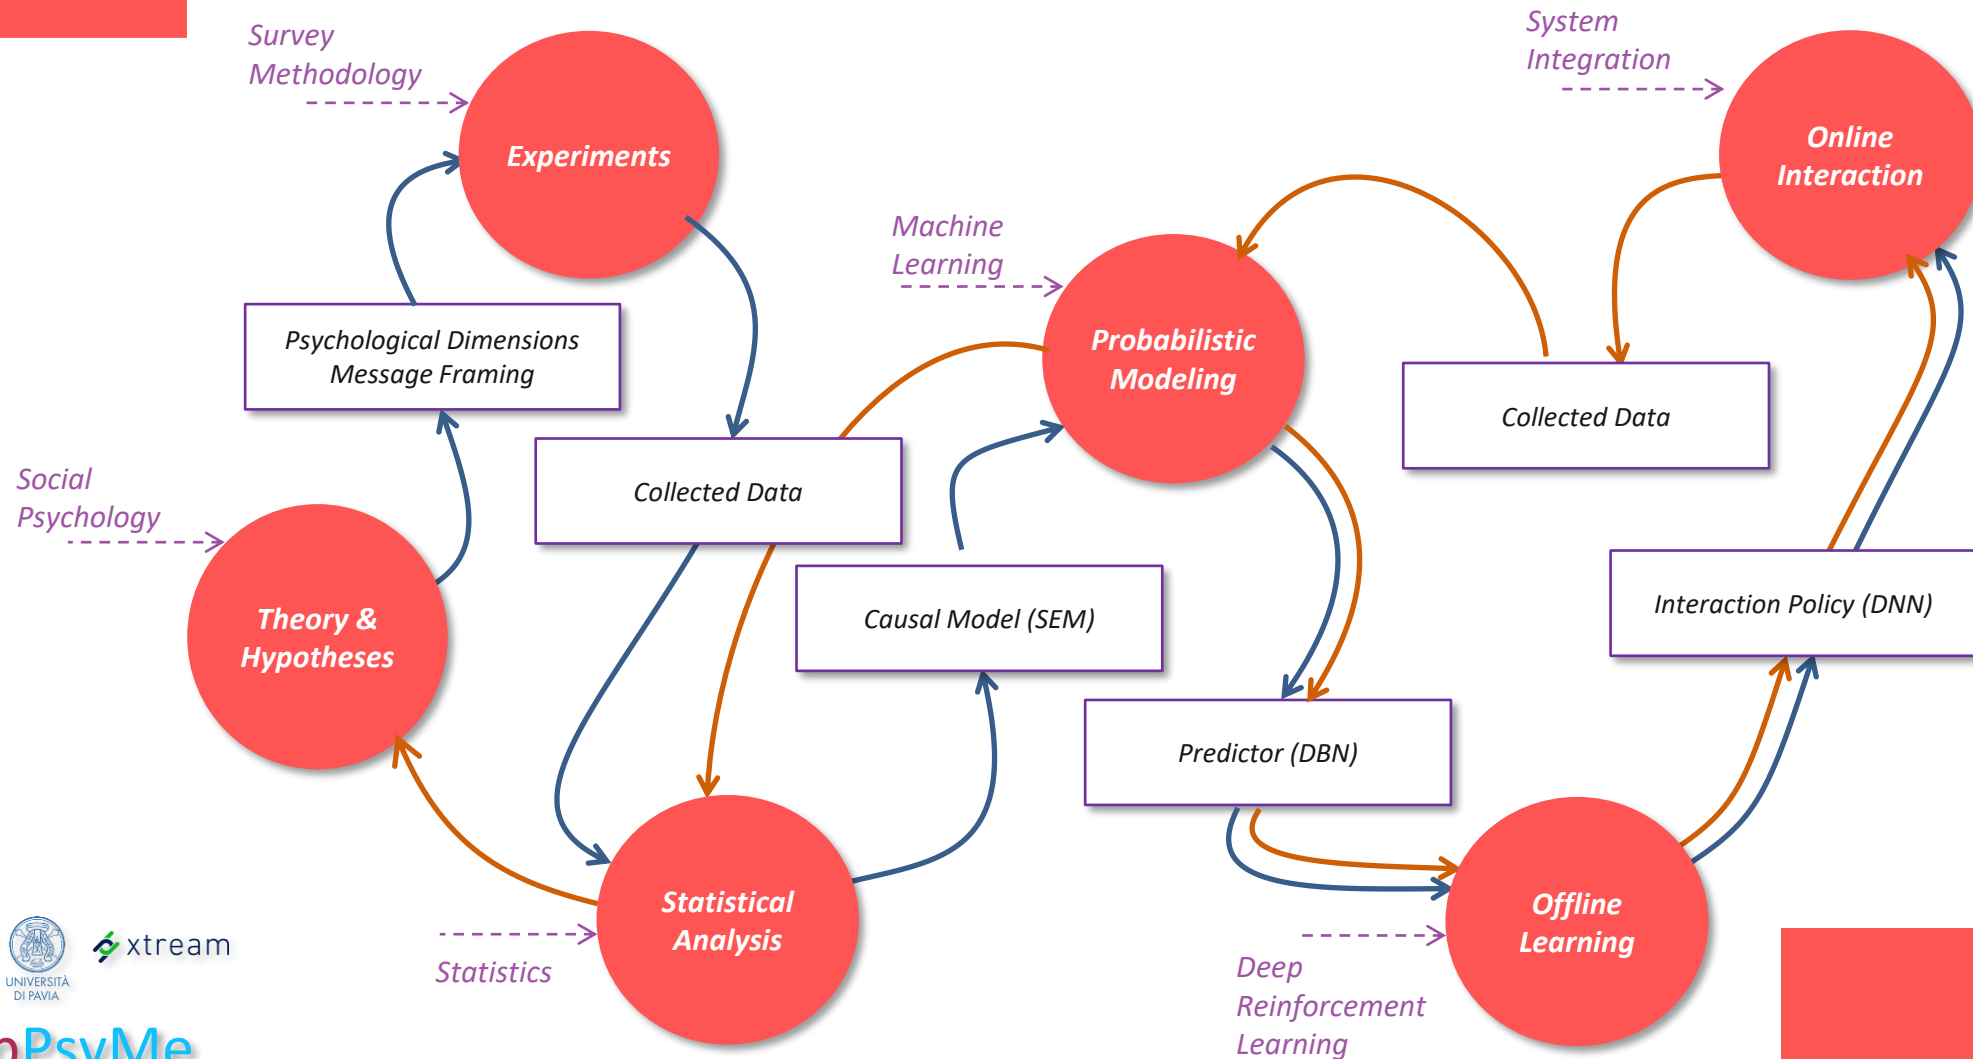 Survey
Methodology
System
Integration
Experiments
Online
Interaction
Machine
Learning
Probabilistic
Modeling
Psychological Dimensions
Message Framing
Collected Data
Social
Psychology
Collected Data
Theory &
Hypotheses
Causal Model (SEM)
Interaction Policy (DNN)
Predictor (DBN)
Statistical
Analysis
Offline
Learning
Statistics
Deep
Reinforcement
Learning
UNIVERSITÀ
DI PAVIA
xtream
PsyMe